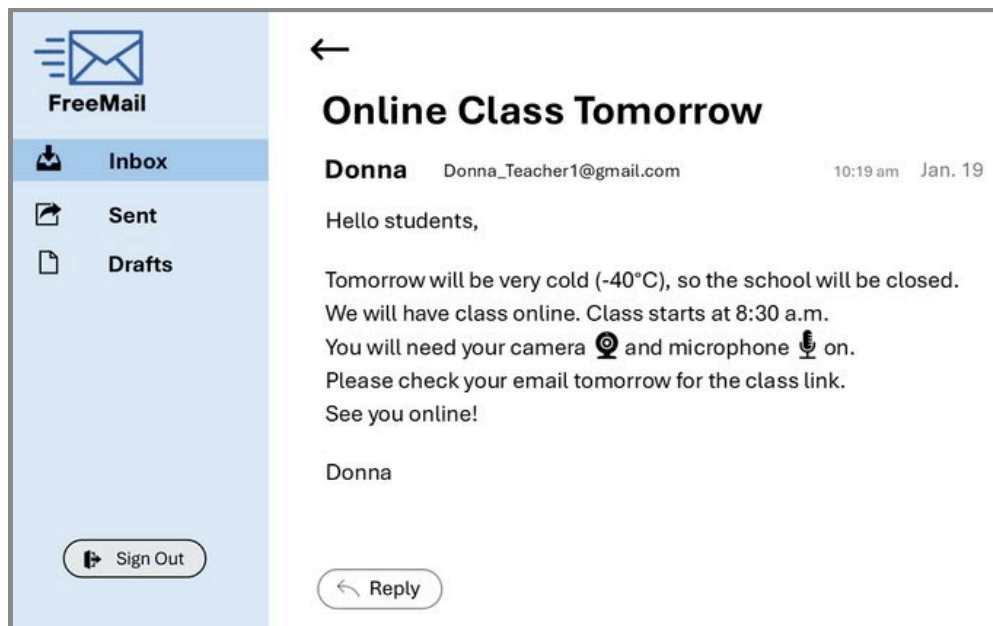 FreeMail
Inbox
Sent
Drafts
Sign Out
Online Class Tomorrow
Donna Donna_Teacher1@gmail.com 10:19 am Jan. 19
Hello students,
Tomorrow will be very cold (-40°C), so the school will be closed.
We will have class online. Class starts at 8:30 a.m.
You will need your camera and microphone on.
Please check your email tomorrow for the class link.
See you online!
Donna
Reply